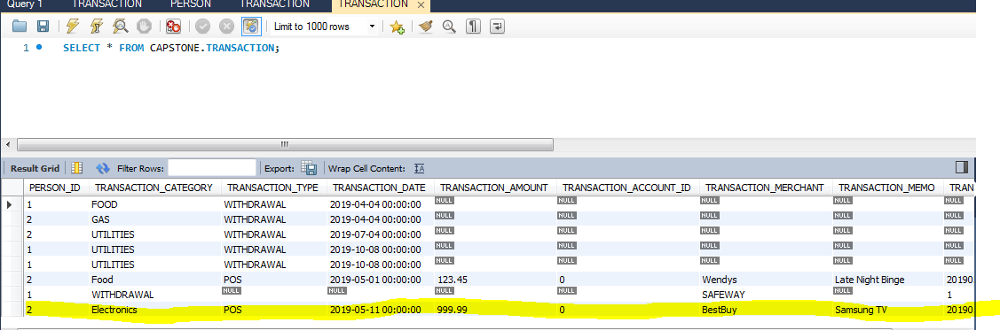 Query 1 TRANSACTION PERSON TRANSACTION TRANSACTION
Limit to 1000 rows
1 SELECT * FROM CAPSTONE.TRANSACTION;
Result Grid Filter Rows: Export: Wrap Cell Content:
PERSON_ID TRANSACTION_CATEGORY TRANSACTION_TYPE TRANSACTION_DATE TRANSACTION_AMOUNT TRANSACTION_ACCOUNT_ID TRANSACTION_MERCHANT TRANSACTION_MEMO TRAN
1 FOOD WITHDRAWAL 2019-04-04 00:00:00 NULL NULL NULL NULL NULL
2 GAS WITHDRAWAL 2019-04-04 00:00:00 NULL NULL NULL NULL NULL
2 UTILITIES WITHDRAWAL 2019-07-04 00:00:00 NULL NULL NULL NULL NULL
1 UTILITIES WITHDRAWAL 2019-10-08 00:00:00 NULL NULL NULL NULL NULL
1 UTILITIES WITHDRAWAL 2019-10-08 00:00:00 NULL NULL NULL NULL NULL
2 Food POS 2019-05-01 00:00:00 123.45 0 Wendys Late Night Binge 20190
1 WITHDRAWAL NULL NULL NULL NULL SAFEWAY 1
2 Electronics POS 2019-05-11 00:00:00 999.99 0 BestBuy Samsung TV 20190